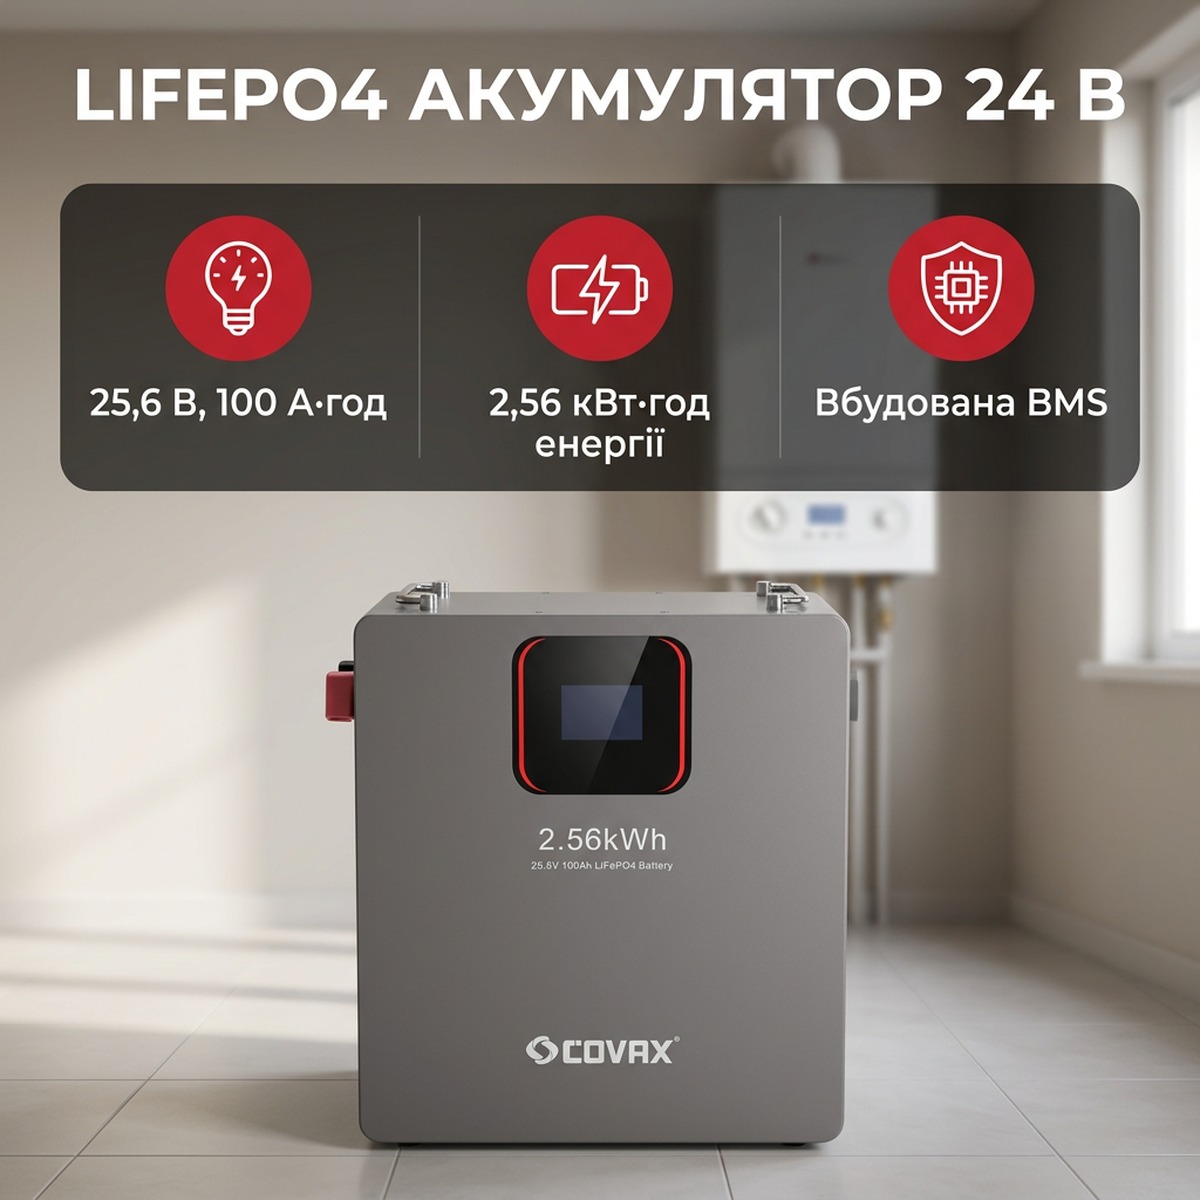 LIFEPO4 АКУМУЛЯТОР 24 В
25,6 В, 100 А·год
2,56 кВт·год
енергії
Вбудована BMS
2.56kWh
25.6V 100Ah LiFePO4 Battery
COVAX®